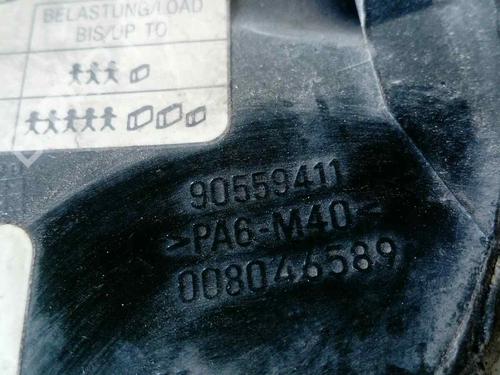 BELASTUNG/LOAD
BIS/UP TO
90559411
>PA6-M40<
008046589